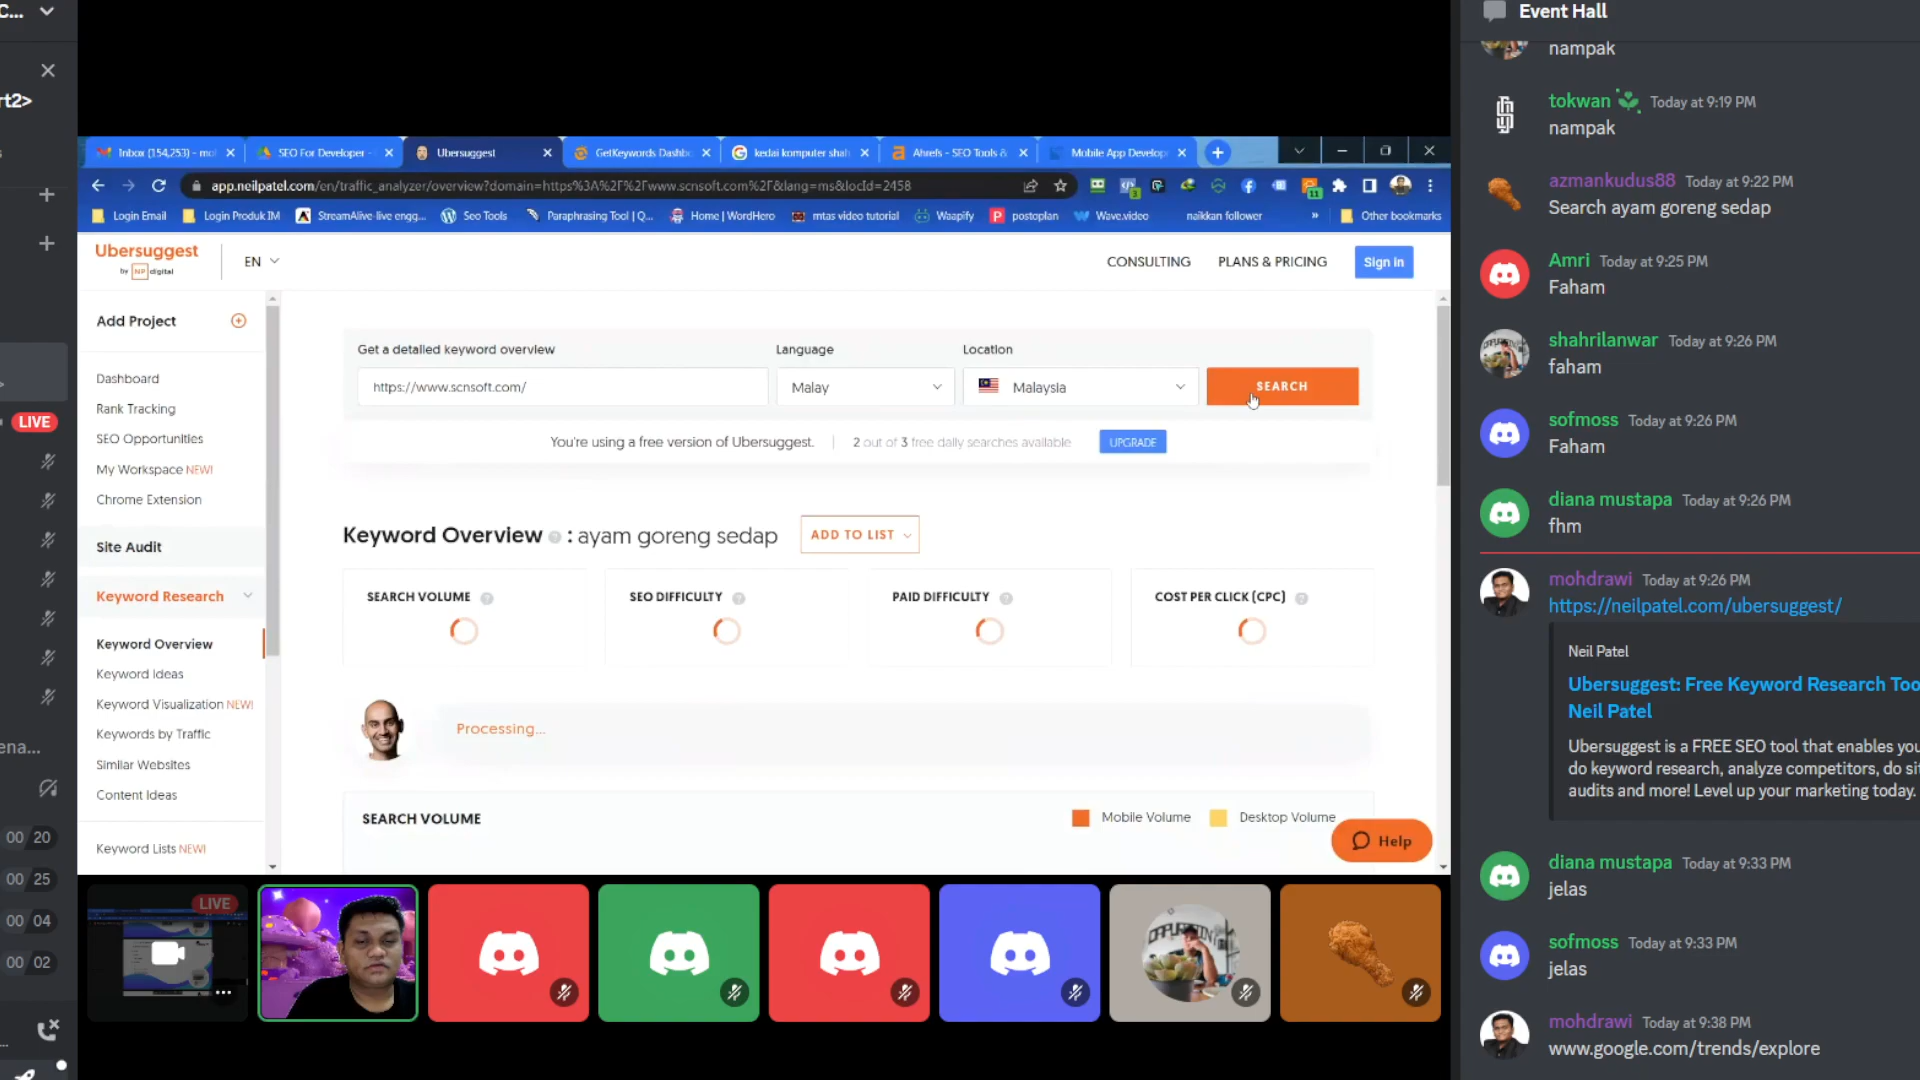 C...
rt2>
LIVE
ena...
00 20
00 25
00 04
00 02
Inbox (154,253) - mo
SEO For Developer -
Ubersuggest
GetKeywords Dashb
kedai komputer shah
Ahrefs - SEO Tools &
Mobile App Develop
app.neilpatel.com/en/traffic_analyzer/overview?domain=https%3A%2F%2Fwww.scnsoft.com%2F&lang=ms&locId=2458
Login Email
Login Produk IM
StreamAlive-live engg...
Seo Tools
Paraphrasing Tool | Q...
Home | WordHero
mtas video tutorial
Waapify
postoplan
Wave.video
naikkan follower
»
Other bookmarks
Ubersuggest
by NP digital
EN
CONSULTING
PLANS & PRICING
Sign in
Add Project
Dashboard
Rank Tracking
SEO Opportunities
My Workspace NEW!
Chrome Extension
Site Audit
Keyword Research
Keyword Overview
Keyword Ideas
Keyword Visualization NEW!
Keywords by Traffic
Similar Websites
Content Ideas
Keyword Lists NEW!
Get a detailed keyword overview
Language
Location
https://www.scnsoft.com/
Malay
Malaysia
SEARCH
You're using a free version of Ubersuggest.
2 out of 3 free daily searches available
UPGRADE
Keyword Overview : ayam goreng sedap
ADD TO LIST
SEARCH VOLUME
SEO DIFFICULTY
PAID DIFFICULTY
COST PER CLICK (CPC)
Processing...
SEARCH VOLUME
Mobile Volume
Desktop Volume
Help
LIVE
Event Hall
nampak
tokwan Today at 9:19 PM
nampak
azmankudus88 Today at 9:22 PM
Search ayam goreng sedap
Amri Today at 9:25 PM
Faham
shahrilanwar Today at 9:26 PM
faham
sofmoss Today at 9:26 PM
Faham
diana mustapa Today at 9:26 PM
fhm
mohdrawi Today at 9:26 PM
https://neilpatel.com/ubersuggest/
Neil Patel
Ubersuggest: Free Keyword Research Too
Neil Patel
Ubersuggest is a FREE SEO tool that enables you
do keyword research, analyze competitors, do sit
audits and more! Level up your marketing today.
diana mustapa Today at 9:33 PM
jelas
sofmoss Today at 9:33 PM
jelas
mohdrawi Today at 9:38 PM
www.google.com/trends/explore